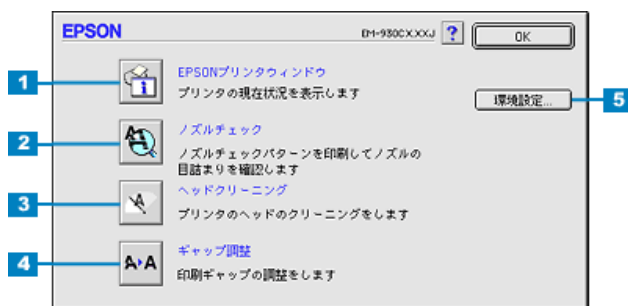 EPSON
EM-930CX.XXJ
?
OK
1
EPSONプリンタウィンドウ
プリンタの現在状況を表示します
環境設定...
5
2
ノズルチェック
ノズルチェックパターンを印刷してノズルの
目詰まりを確認します
3
ヘッドクリーニング
プリンタのヘッドのクリーニングをします
4
A›A
ギャップ調整
印刷ギャップの調整をします